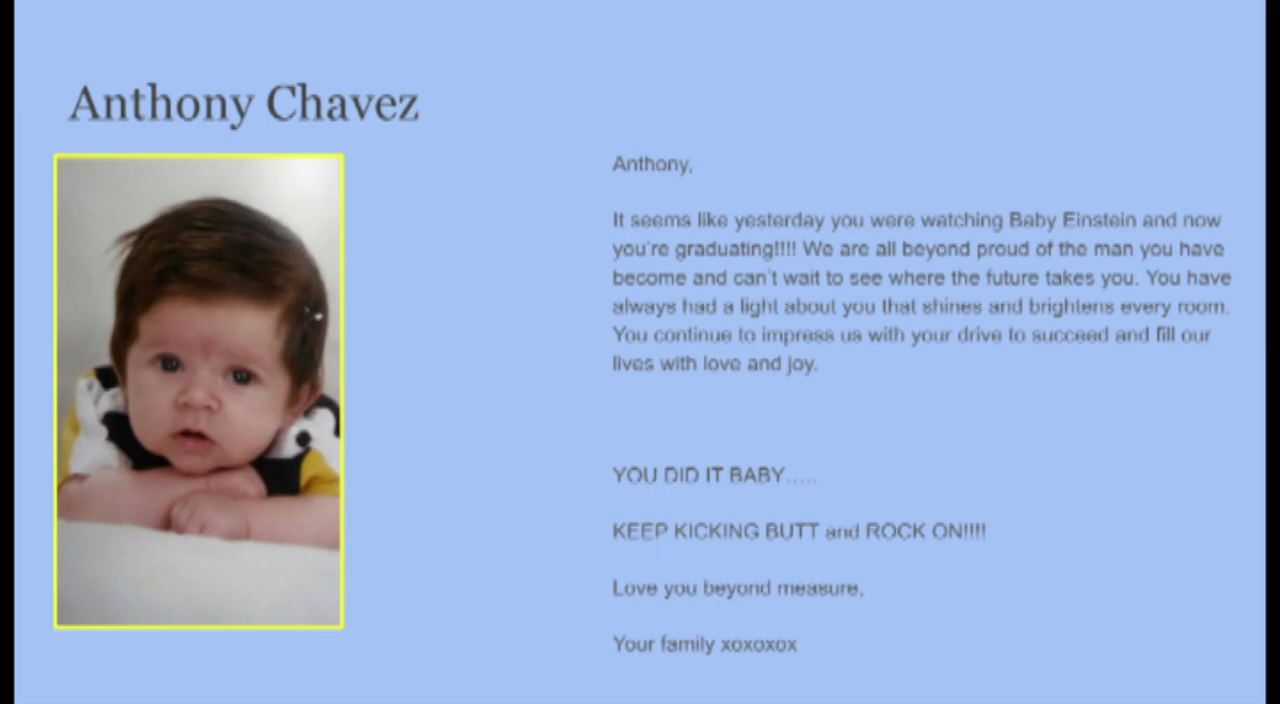 Anthony Chavez
Anthony,
It seems like yesterday you were watching Baby Einstein and now
you're graduating!!!! We are all beyond proud of the man you have
become and can't wait to see where the future takes you. You have
always had a light about you that shines and brightens every room.
You continue to impress us with your drive to succeed and fill our
lives with love and joy.
YOU DID IT BABY.....
KEEP KICKING BUTT and ROCK ON!!!!
Love you beyond measure,
Your family xoxoxox